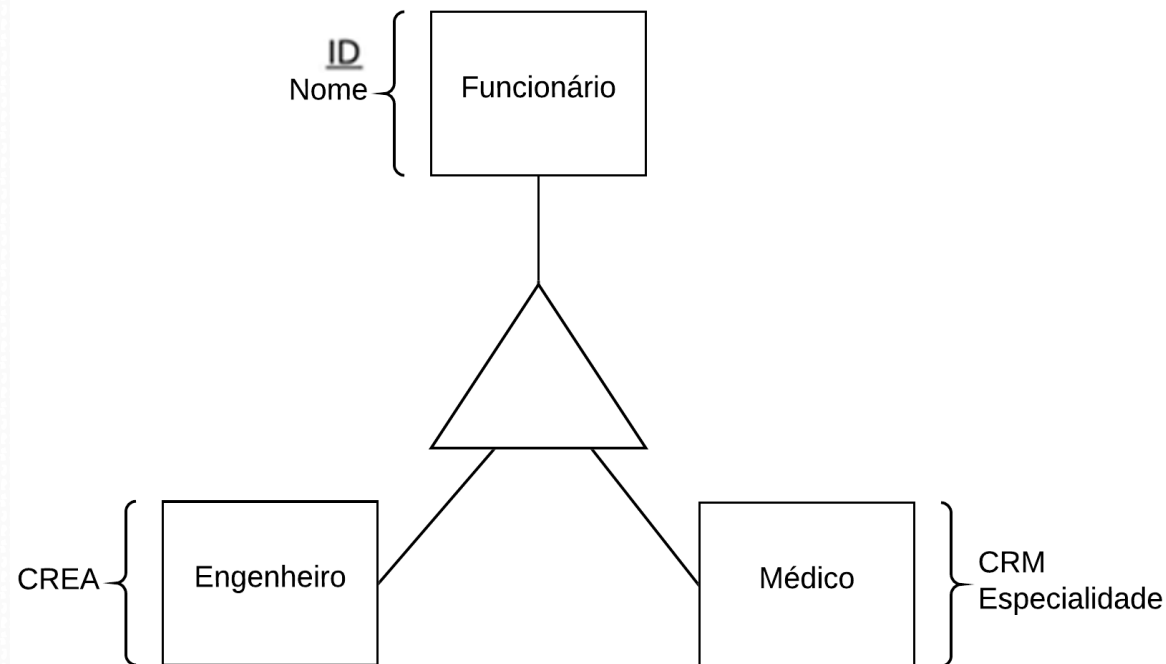 ID
Nome
Funcionário
CREA
Engenheiro
Médico
CRM
Especialidade